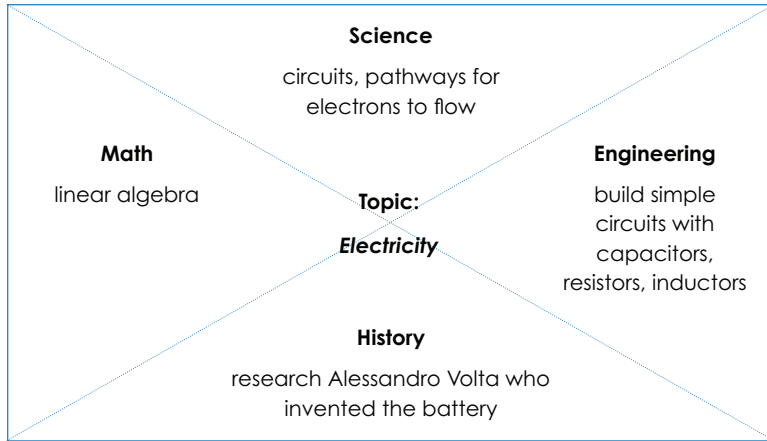 Science
circuits, pathways for
electrons to flow
Math
linear algebra
Engineering
build simple
circuits with
capacitors,
resistors, inductors
Topic:
Electricity
History
research Alessandro Volta who
invented the battery